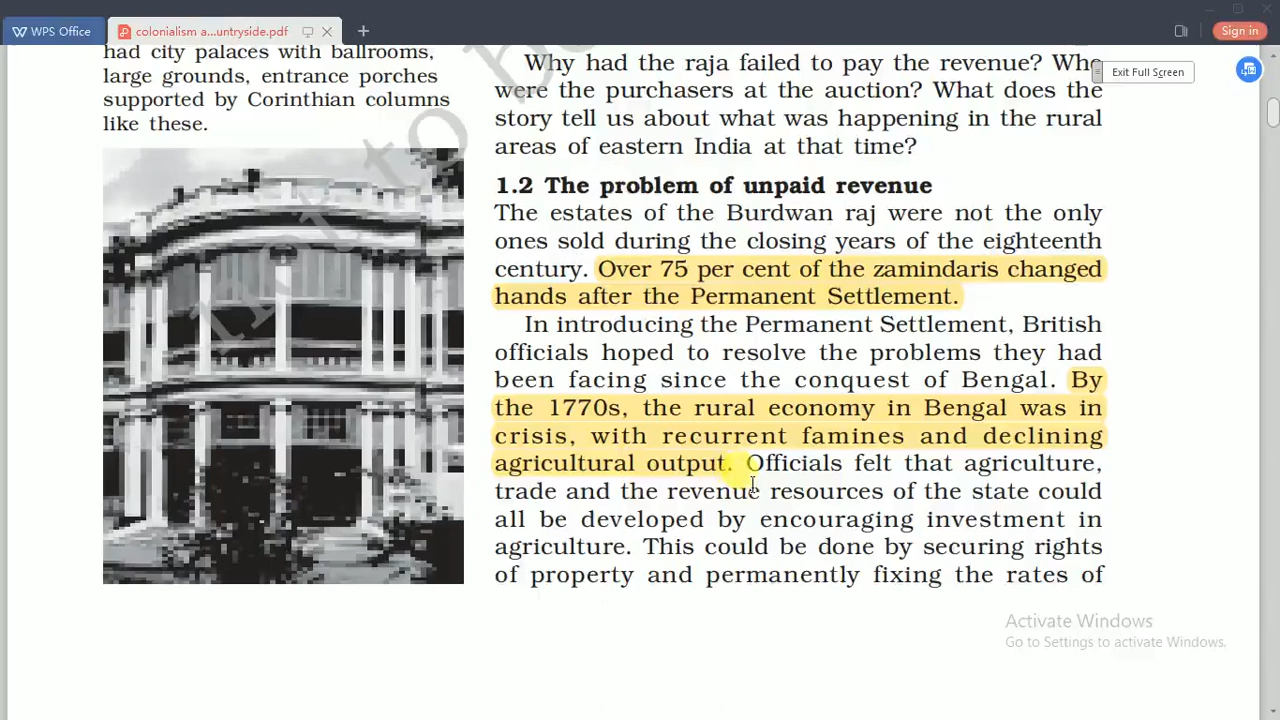 WPS Office
colonialism a...untryside.pdf
Sign in
Exit Full Screen
had city palaces with ballrooms,
large grounds, entrance porches
supported by Corinthian columns
like these.
Why had the raja failed to pay the revenue? Who
were the purchasers at the auction? What does the
story tell us about what was happening in the rural
areas of eastern India at that time?
1.2 The problem of unpaid revenue
The estates of the Burdwan raj were not the only
ones sold during the closing years of the eighteenth
century. Over 75 per cent of the zamindaris changed
hands after the Permanent Settlement.
In introducing the Permanent Settlement, British
officials hoped to resolve the problems they had
been facing since the conquest of Bengal. By
the 1770s, the rural economy in Bengal was in
crisis, with recurrent famines and declining
agricultural output. Officials felt that agriculture,
trade and the revenue resources of the state could
all be developed by encouraging investment in
agriculture. This could be done by securing rights
of property and permanently fixing the rates of
not to b
Activate Windows
Go to Settings to activate Windows.